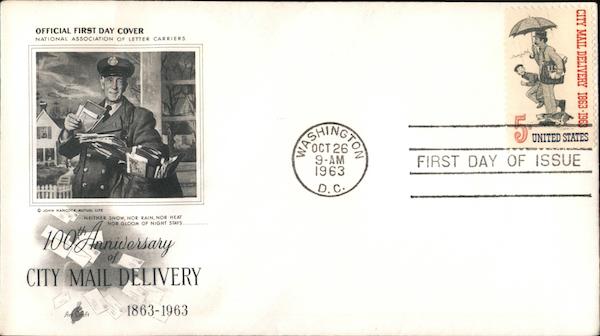 OFFICIAL FIRST DAY COVER
NATIONAL ASSOCIATION OF LETTER CARRIERS
© JOHN HANCOCK MUTUAL LIFE
NEITHER SNOW, NOR RAIN, NOR HEAT
NOR GLOOM OF NIGHT STAYS
100th Anniversary
of
CITY MAIL DELIVERY
1863-1963
WASHINGTON
OCT 26
9-AM
1963
D.C.
FIRST DAY OF ISSUE
CITY MAIL DELIVERY 1863-1963
5¢
UNITED STATES